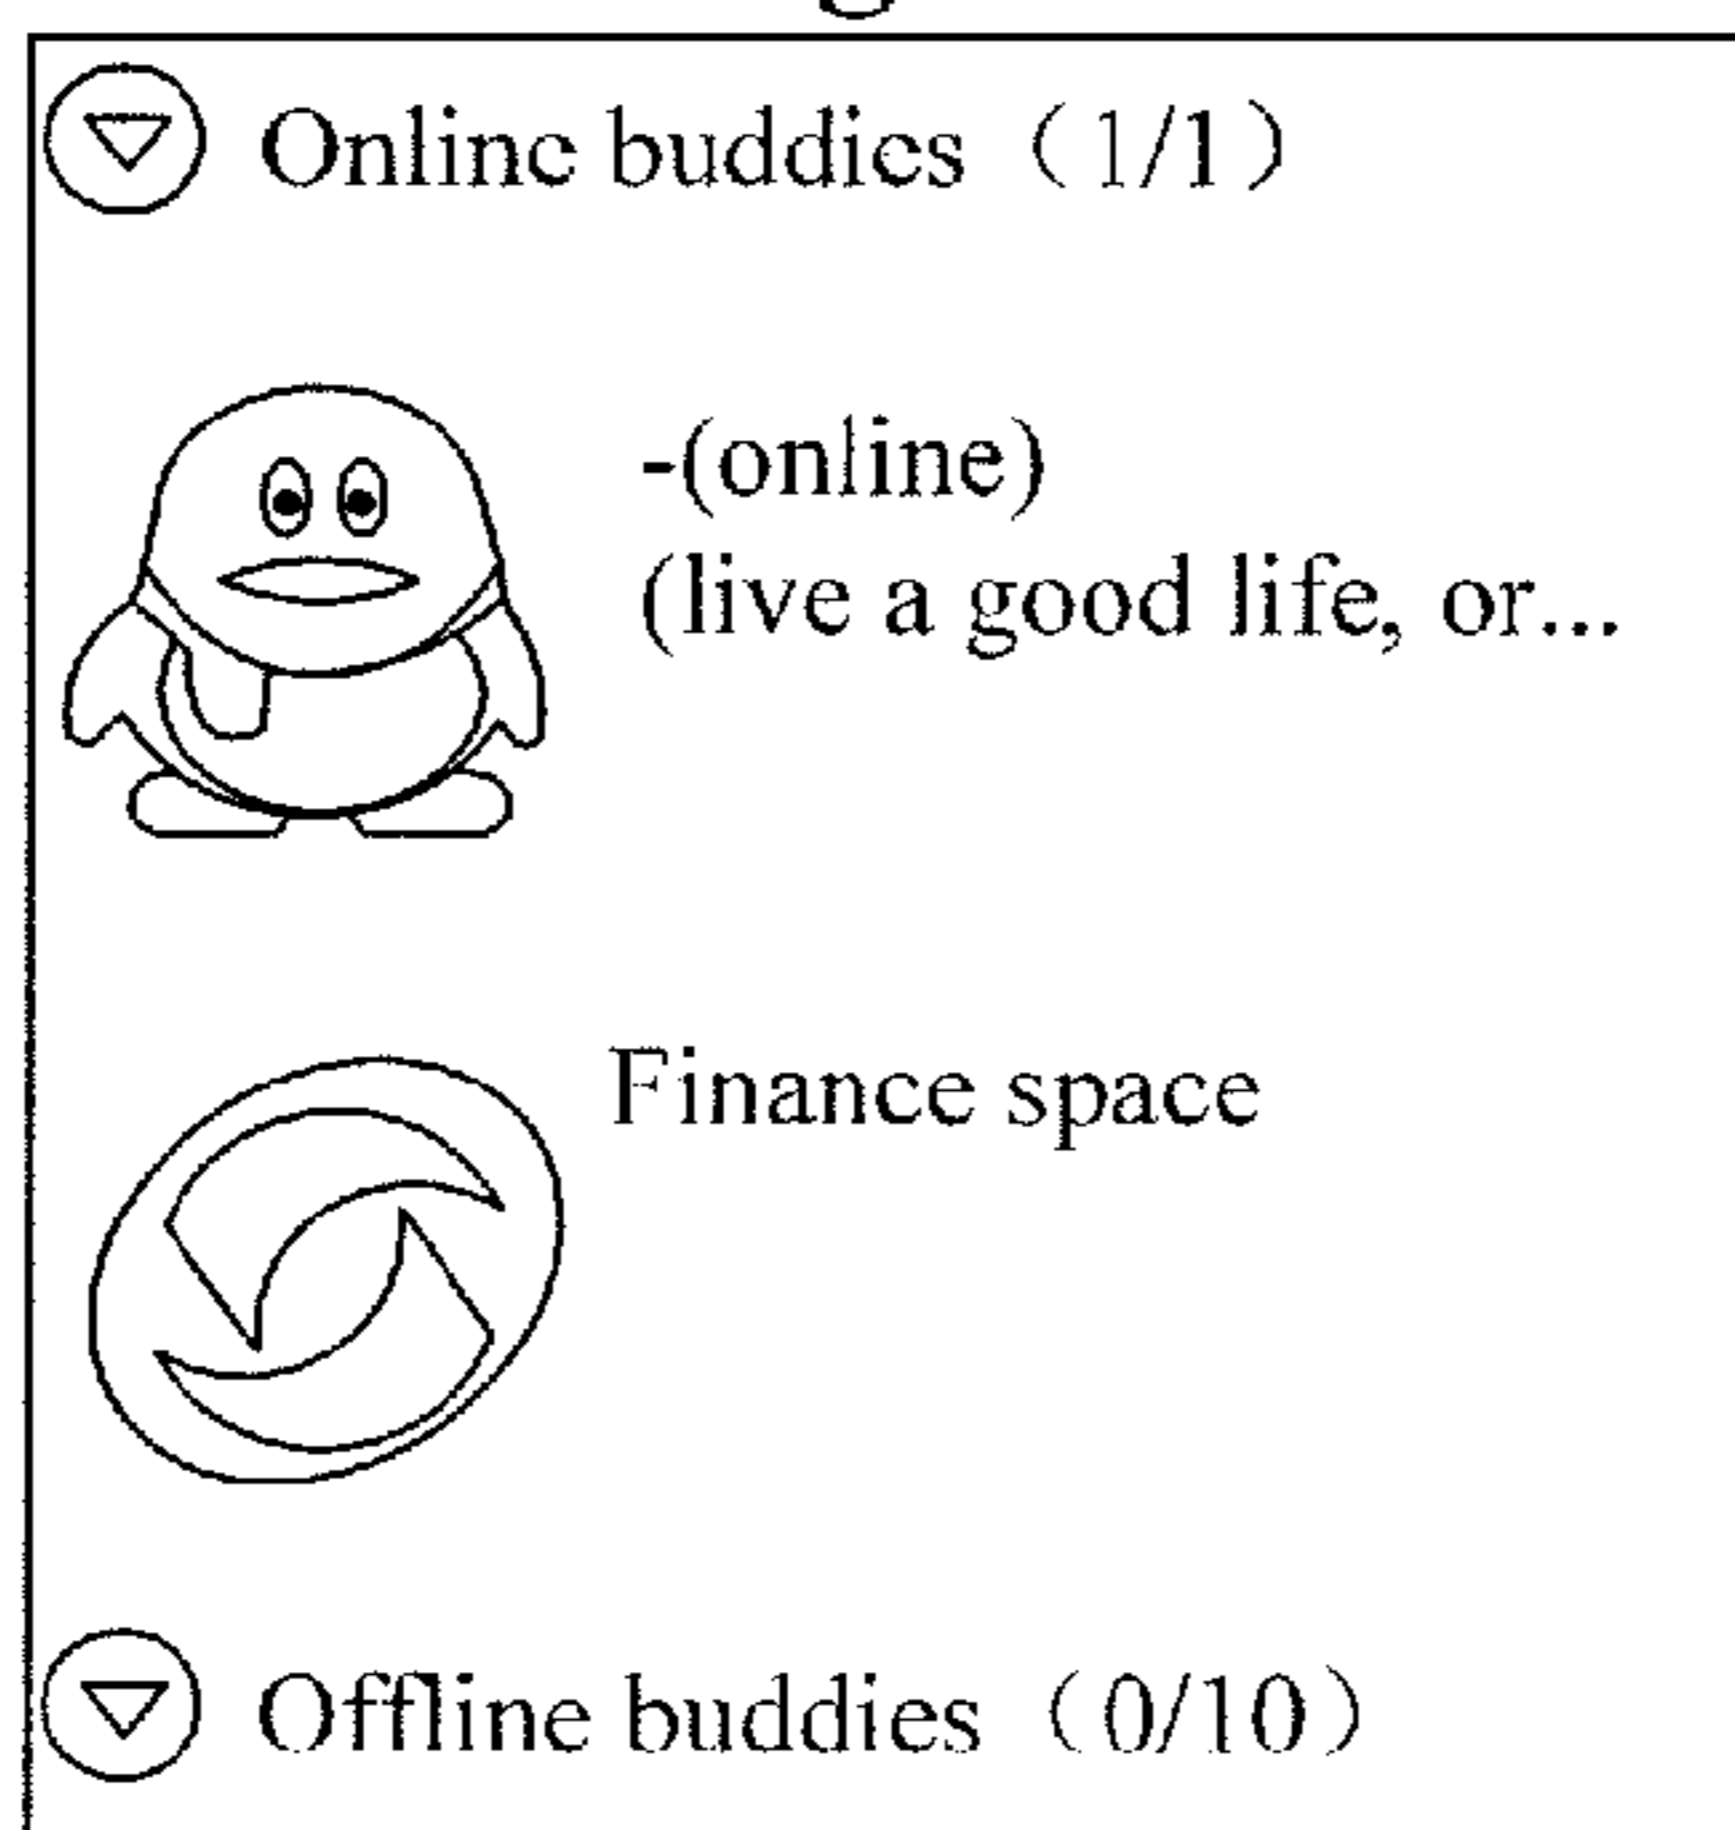 Online buddies（1/1）
-(online)
(live a good life, or...
Finance space
Offline buddies（0/10）